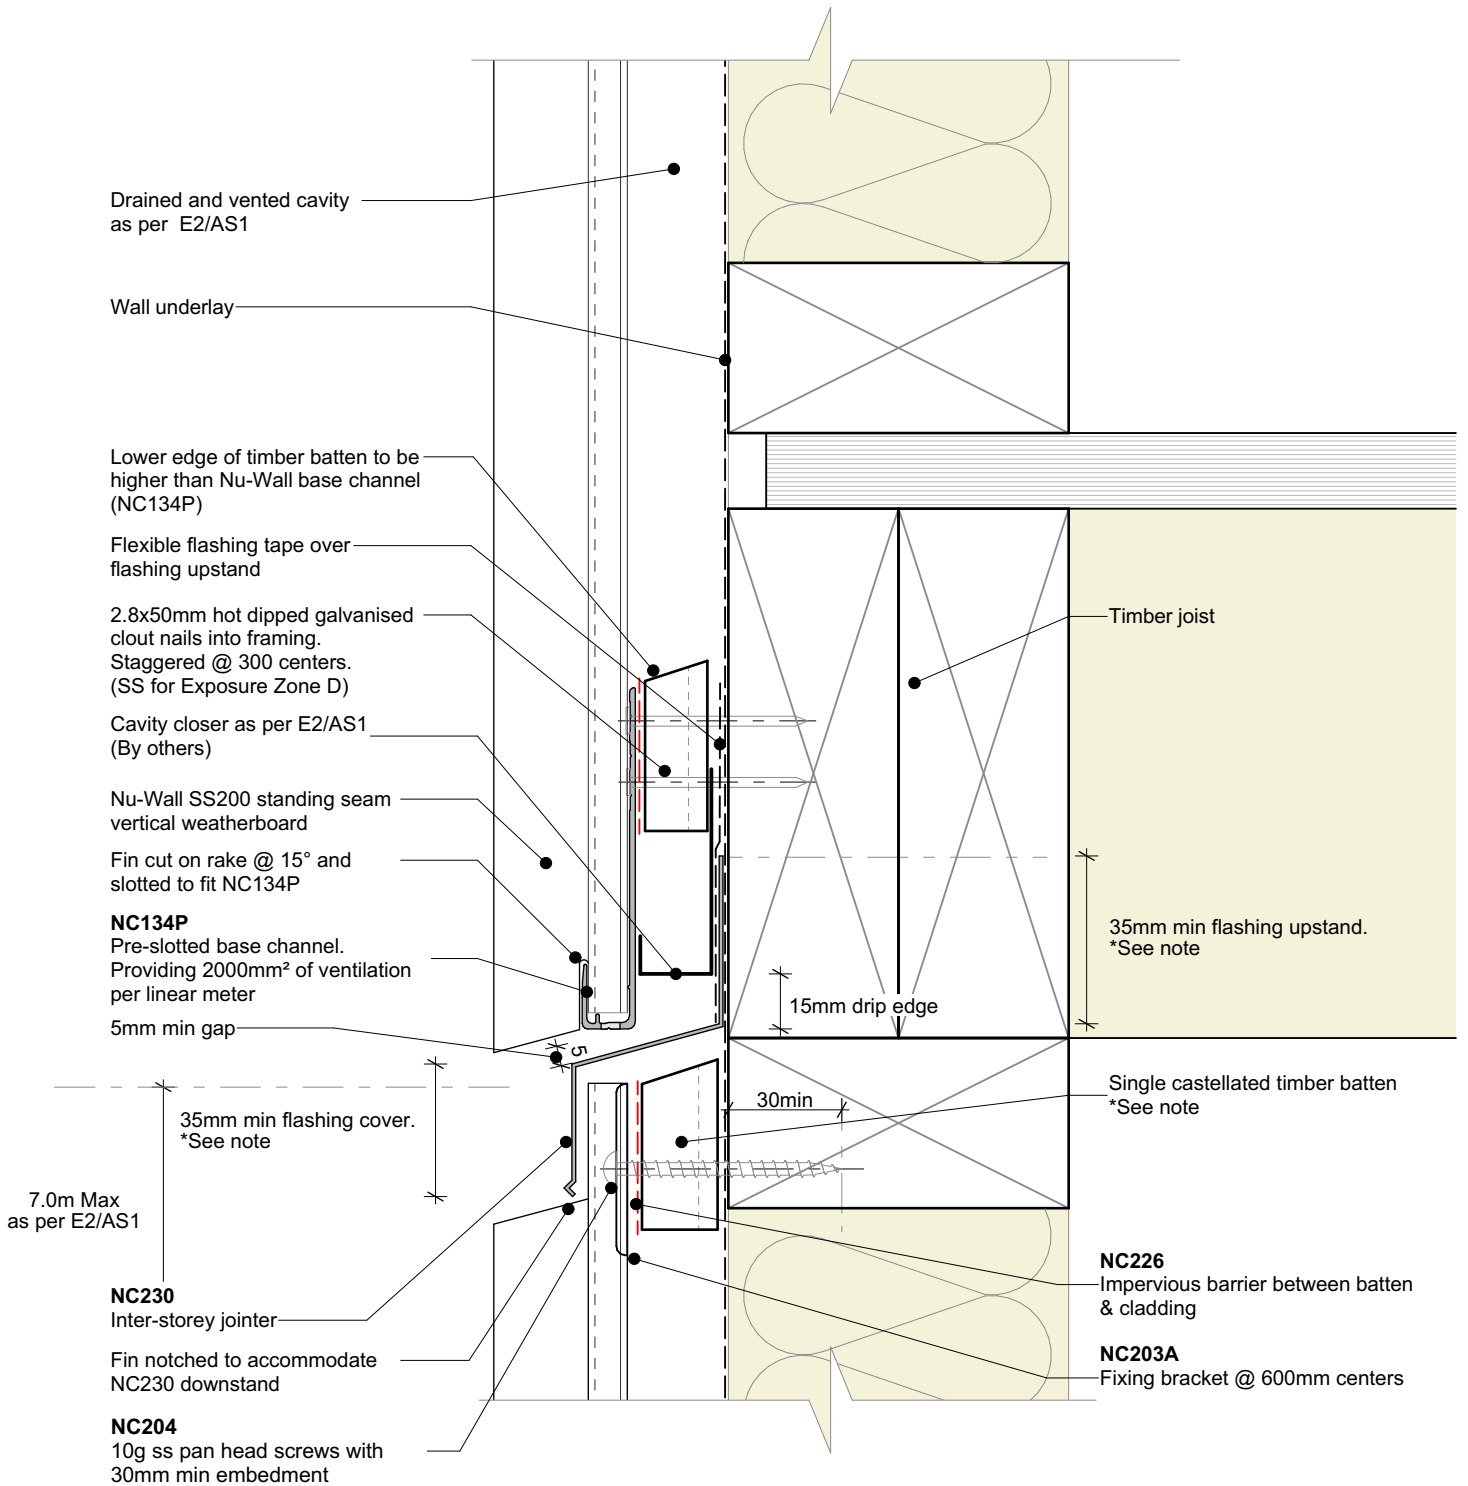 Drained and vented cavity
as per E2/AS1
Wall underlay
Lower edge of timber batten to be
higher than Nu-Wall base channel
(NC134P)
Flexible flashing tape over
flashing upstand
2.8x50mm hot dipped galvanised
clout nails into framing.
Staggered @ 300 centers.
(SS for Exposure Zone D)
Cavity closer as per E2/AS1
(By others)
Nu-Wall SS200 standing seam
vertical weatherboard
Fin cut on rake @ 15° and
slotted to fit NC134P
NC134P
Pre-slotted base channel.
Providing 2000mm² of ventilation
per linear meter
5mm min gap
5
35mm min flashing cover.
*See note
7.0m Max
as per E2/AS1
NC230
Inter-storey jointer
Fin notched to accommodate
NC230 downstand
NC204
10g ss pan head screws with
30mm min embedment
Timber joist
35mm min flashing upstand.
*See note
15mm drip edge
30min
Single castellated timber batten
*See note
NC226
Impervious barrier between batten
& cladding
NC203A
Fixing bracket @ 600mm centers